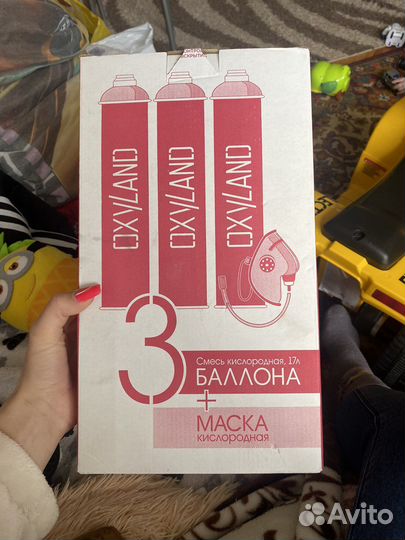 OXYLAND
OXYLAND
OXYLAND
3
Смесь кислородная, 17л
БАЛЛОНА
+
МАСКА
кислородная
Avito